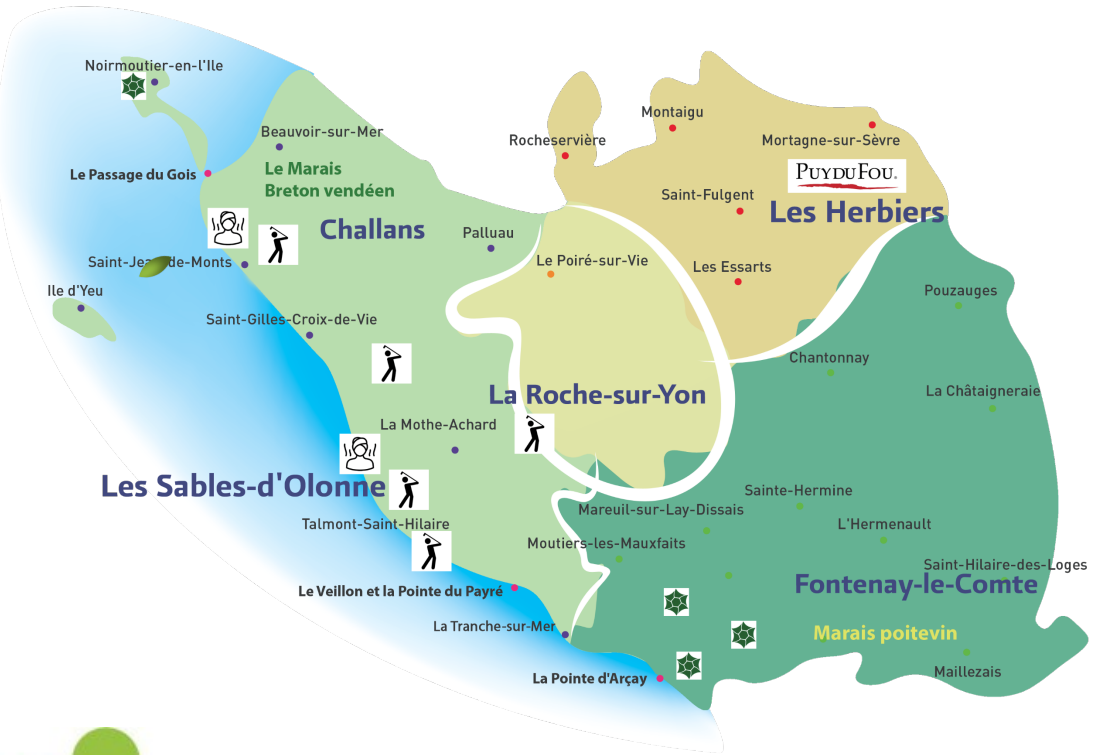 Noirmoutier-en-l'Ile
Beauvoir-sur-Mer
Le Passage du Gois
Le Marais
Breton vendéen
Challans
Palluau
Saint-Jean-de-Monts
Ile d'Yeu
Saint-Gilles-Croix-de-Vie
Rocheservière
Montaigu
Mortagne-sur-Sèvre
PUYDUFOU
Saint-Fulgent
Les Herbiers
Le Poiré-sur-Vie
Les Essarts
Pouzauges
Chantonnay
La Châtaigneraie
La Roche-sur-Yon
La Mothe-Achard
Les Sables-d'Olonne
Talmont-Saint-Hilaire
Sainte-Hermine
Mareuil-sur-Lay-Dissais
L'Hermenault
Moutiers-les-Mauxfaits
Saint-Hilaire-des-Loges
Fontenay-le-Comte
Le Veillon et la Pointe du Payré
La Tranche-sur-Mer
Marais poitevin
La Pointe d'Arçay
Maillezais